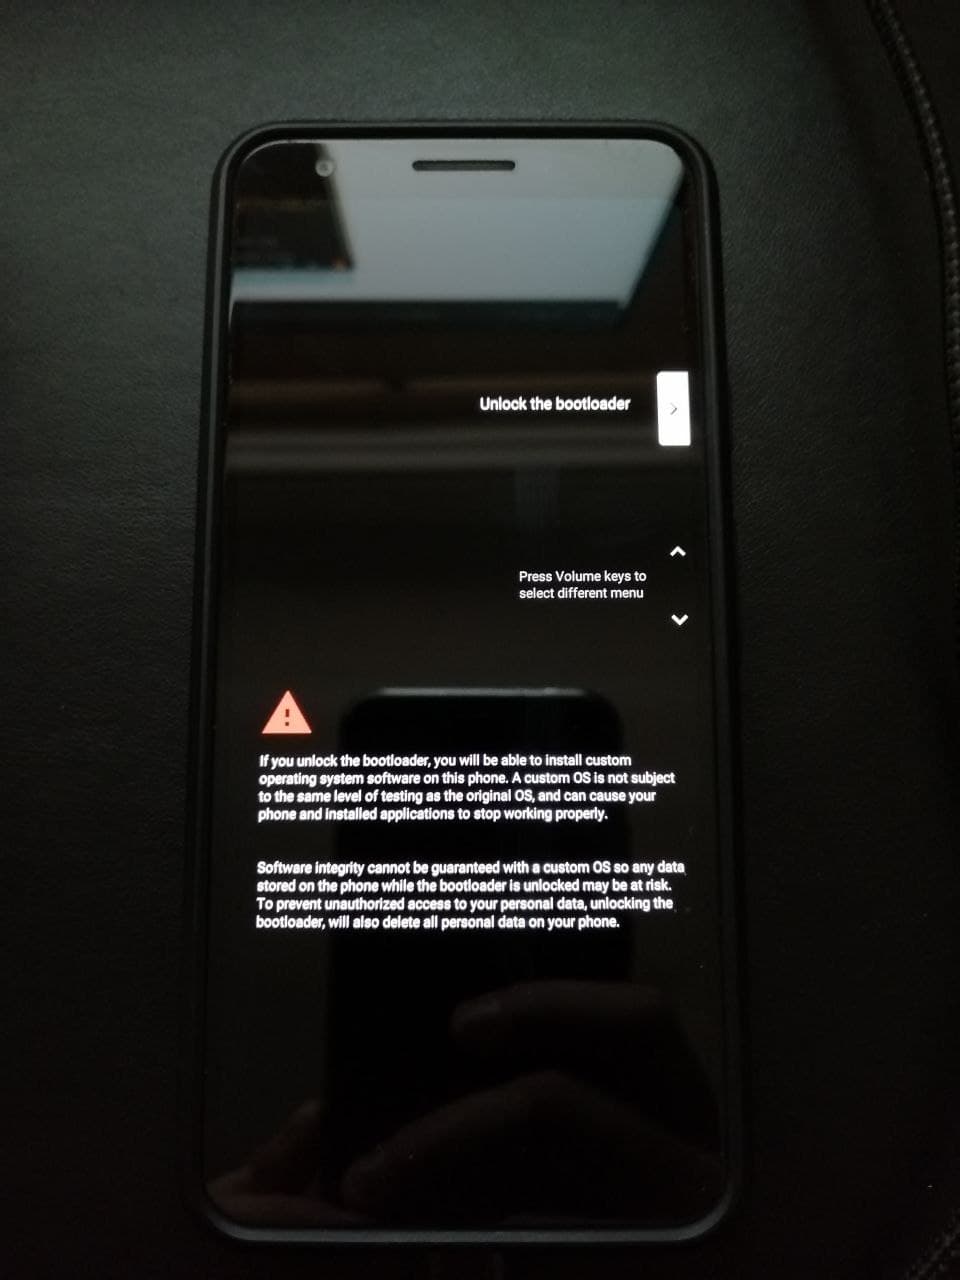 Unlock the bootloader
Press Volume keys to
select different menu
If you unlock the bootloader, you will be able to install custom
operating system software on this phone. A custom OS is not subject
to the same level of testing as the original OS, and can cause your
phone and installed applications to stop working properly.
Software integrity cannot be guaranteed with a custom OS so any data
stored on the phone while the bootloader is unlocked may be at risk.
To prevent unauthorized access to your personal data, unlocking the
bootloader, will also delete all personal data on your phone.